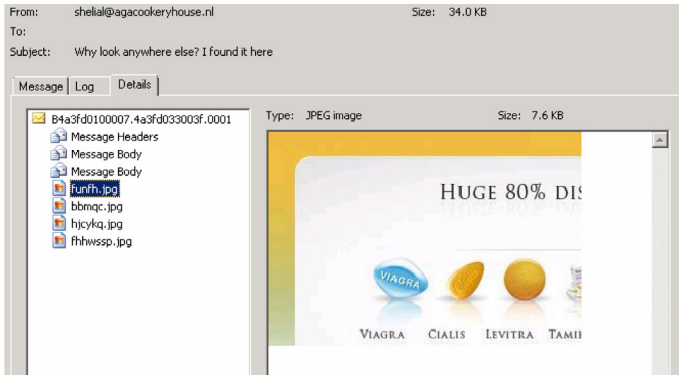 From: shelial@agacookeryhouse.nl Size: 34.0 KB
To:
Subject: Why look anywhere else? I found it here
Message Log Details
B4a3fd0100007.4a3fd033003f.0001
Message Headers
Message Body
Message Body
funfh.jpg
bbmqc.jpg
hjcykq.jpg
fhhwssp.jpg
Type: JPEG image Size: 7.6 KB
HUGE 80% DIS
VIAGRA
VIAGRA CIALIS LEVITRA TAMIF